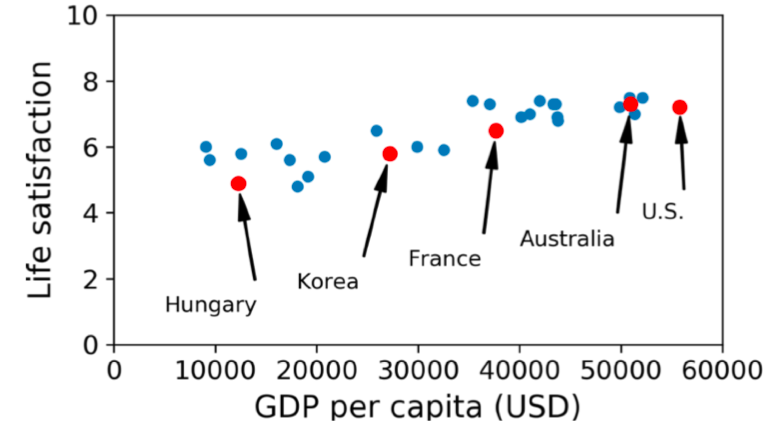 10
8
6
4
2
0
Life satisfaction
Hungary
Korea
France
Australia
U.S.
0 10000 20000 30000 40000 50000 60000
GDP per capita (USD)